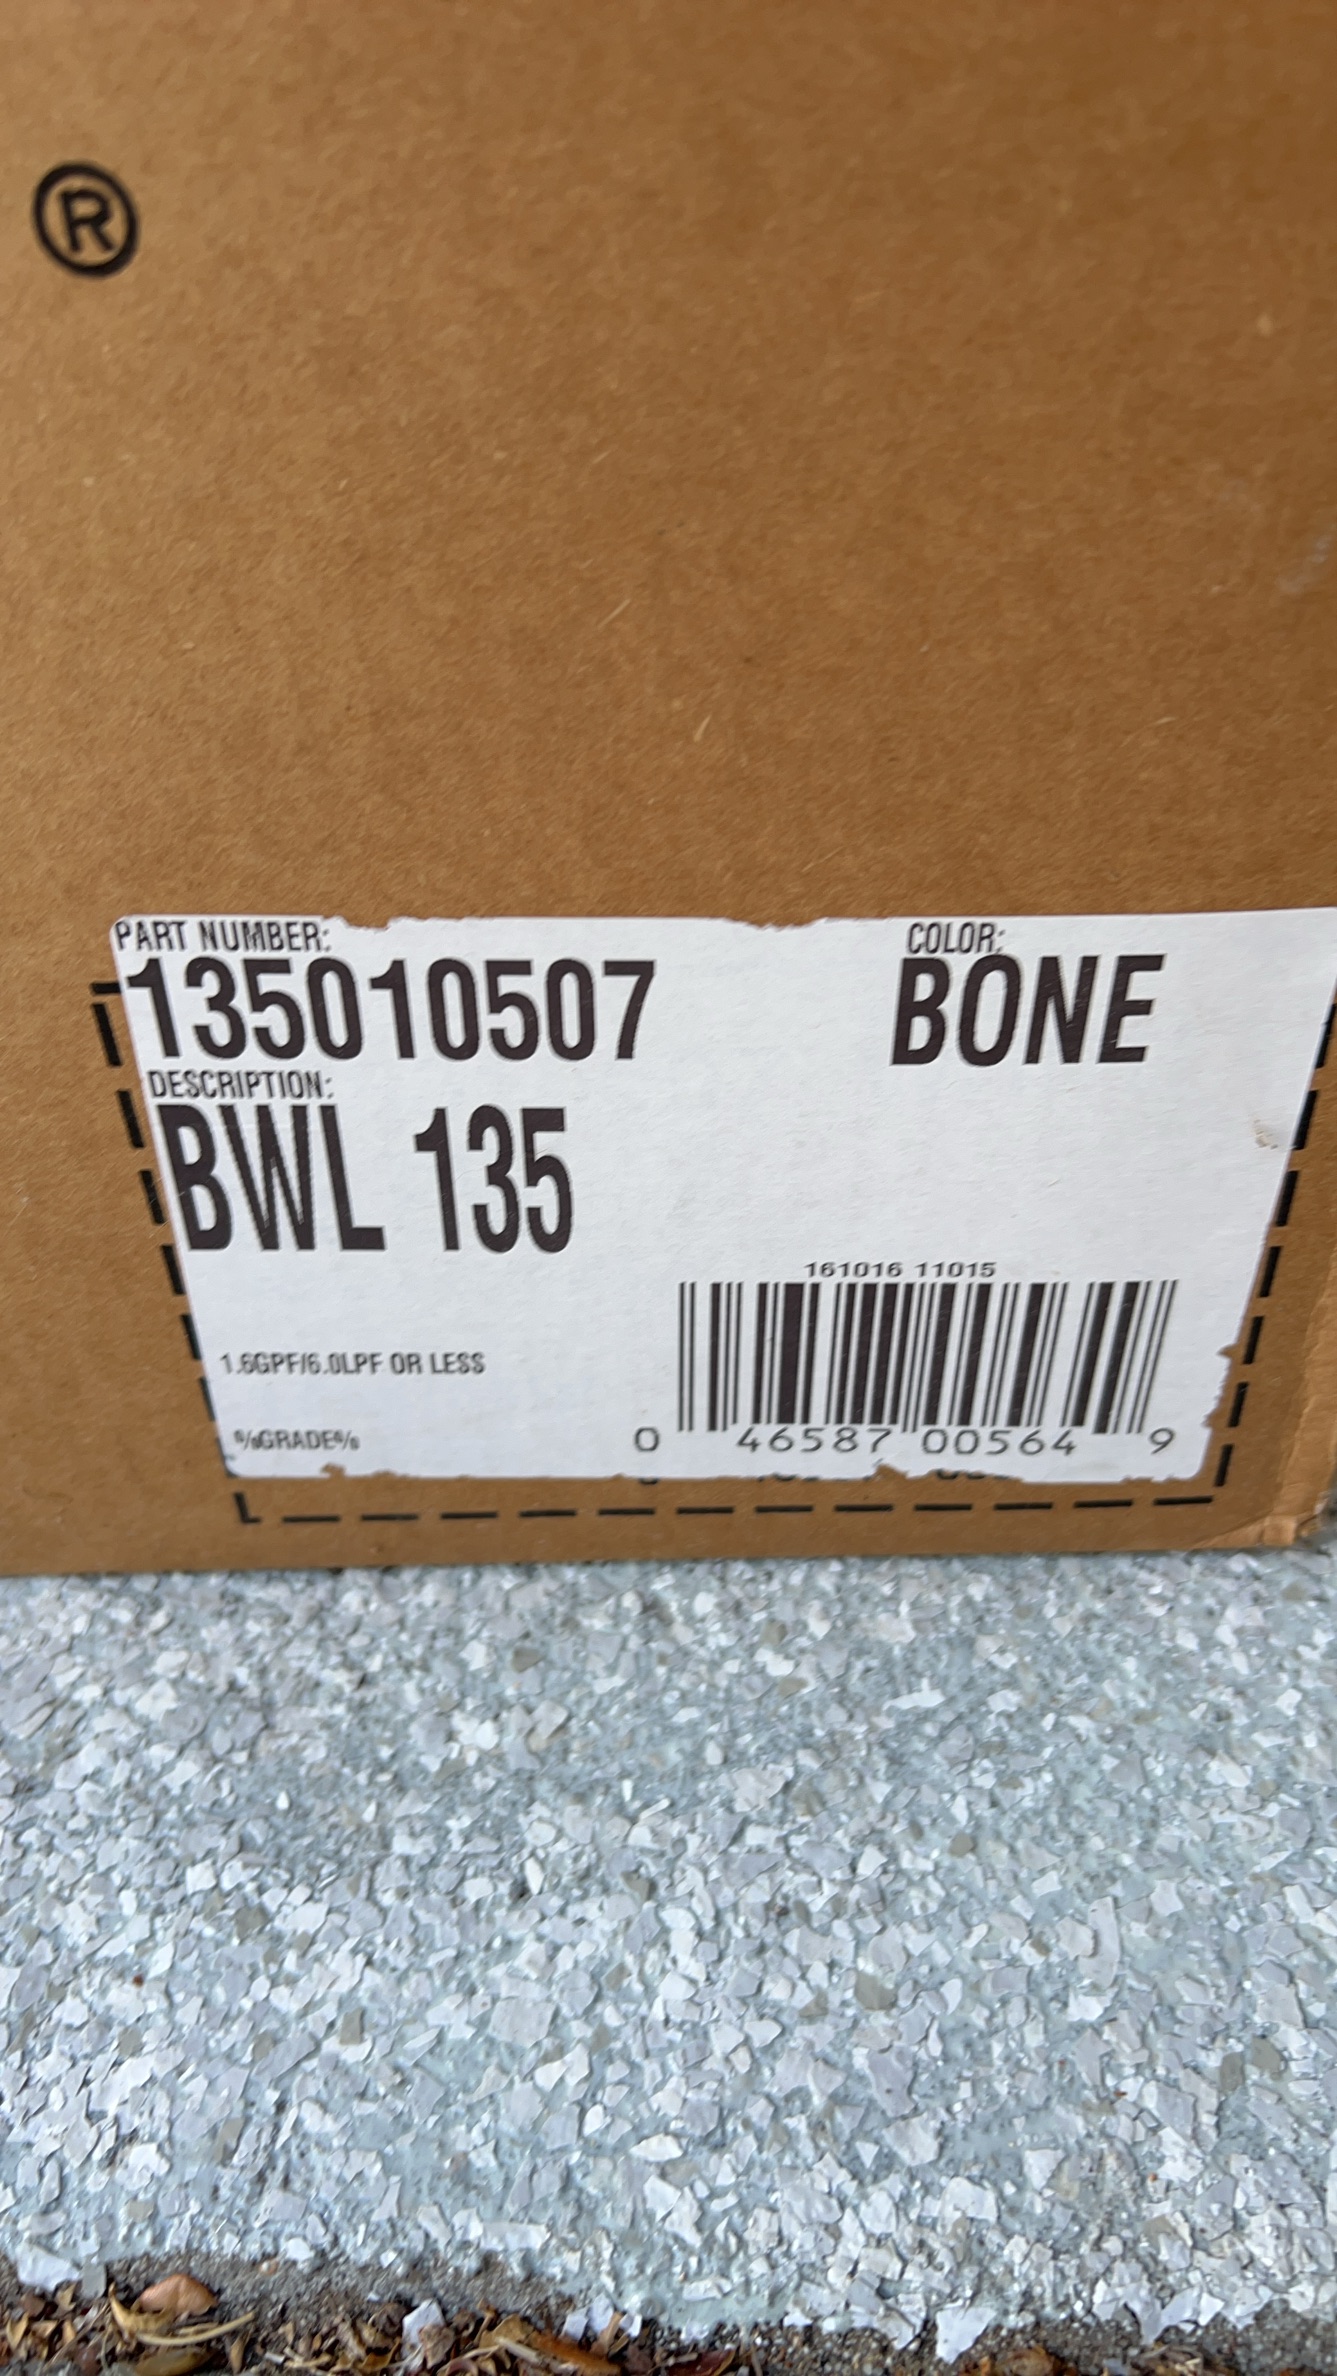 ®
PART NUMBER: COLOR:
135010507 BONE
DESCRIPTION:
BWL 135
161016 11015
1.6GPF/6.0LPF OR LESS
%GRADE%
0 46587 00564 9